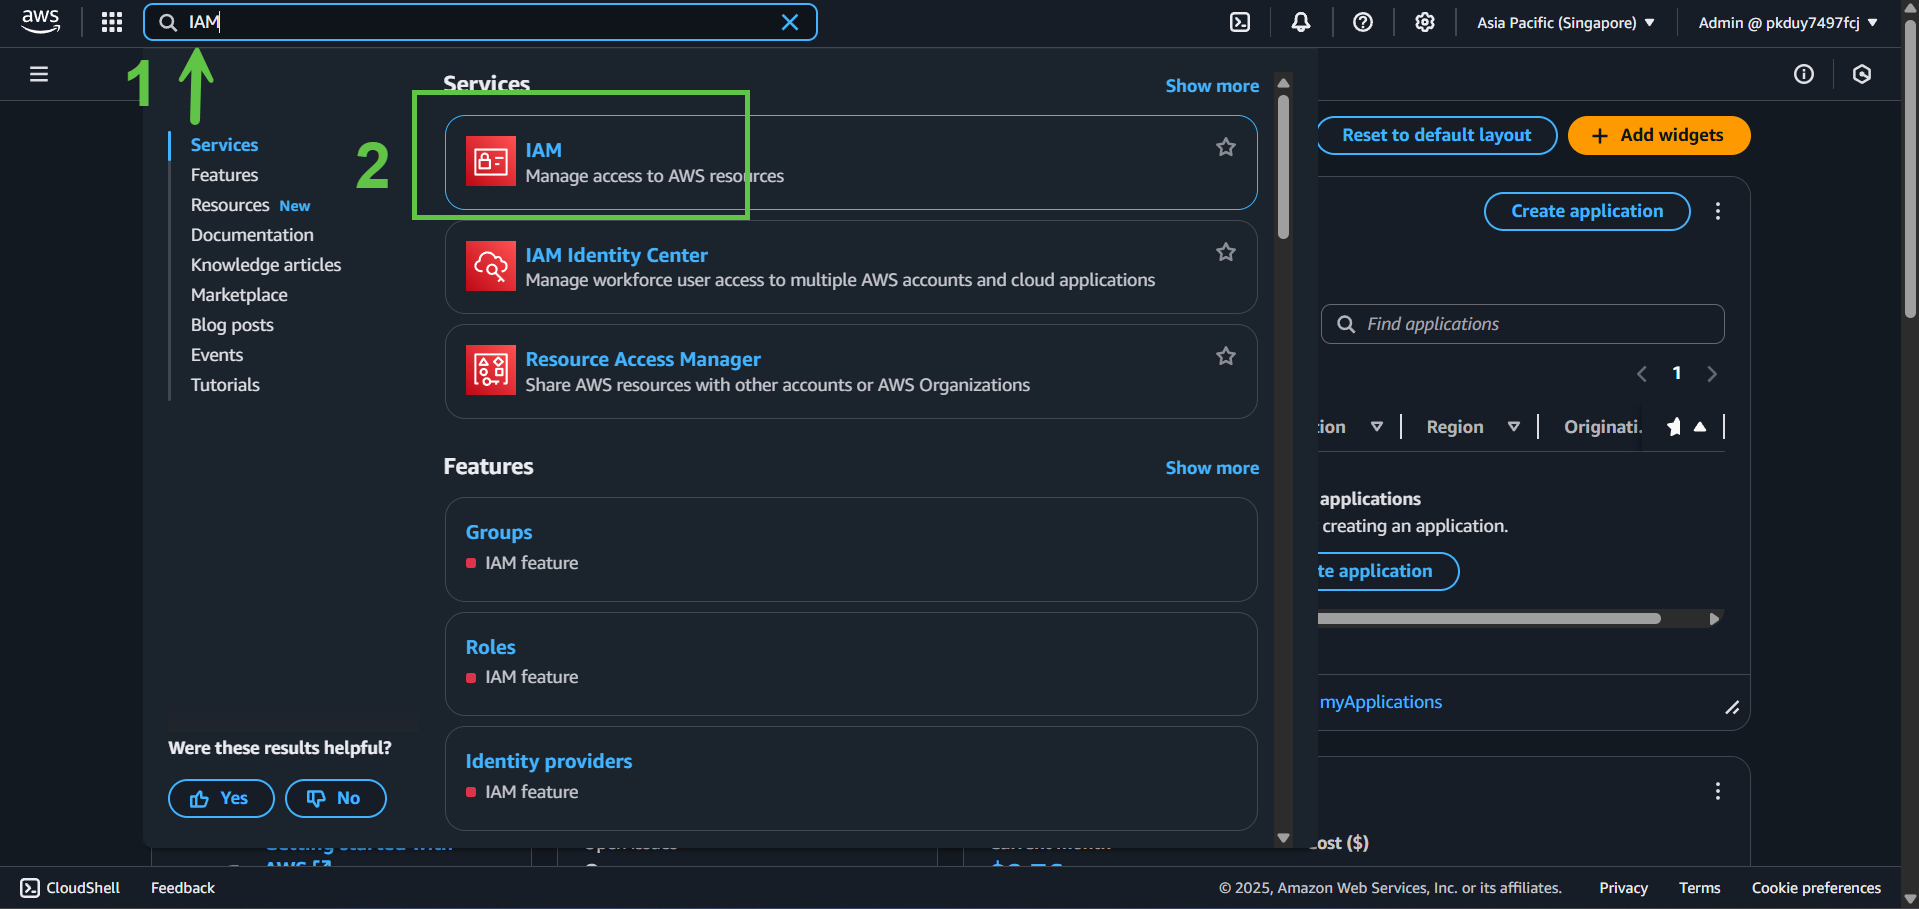 aws
IAM
Asia Pacific (Singapore)
Admin @ pkduy7497fcj
1
2
Services
Features
Resources New
Documentation
Knowledge articles
Marketplace
Blog posts
Events
Tutorials
Were these results helpful?
Yes
No
Services
Show more
IAM
Manage access to AWS resources
IAM Identity Center
Manage workforce user access to multiple AWS accounts and cloud applications
Resource Access Manager
Share AWS resources with other accounts or AWS Organizations
Features
Show more
Groups
IAM feature
Roles
IAM feature
Identity providers
IAM feature
Reset to default layout
Add widgets
Create application
Find applications
1
Region
Originati.
applications
creating an application.
te application
myApplications
ost ($)
Getting started with
AWS
CloudShell
Feedback
© 2025, Amazon Web Services, Inc. or its affiliates.
Privacy
Terms
Cookie preferences